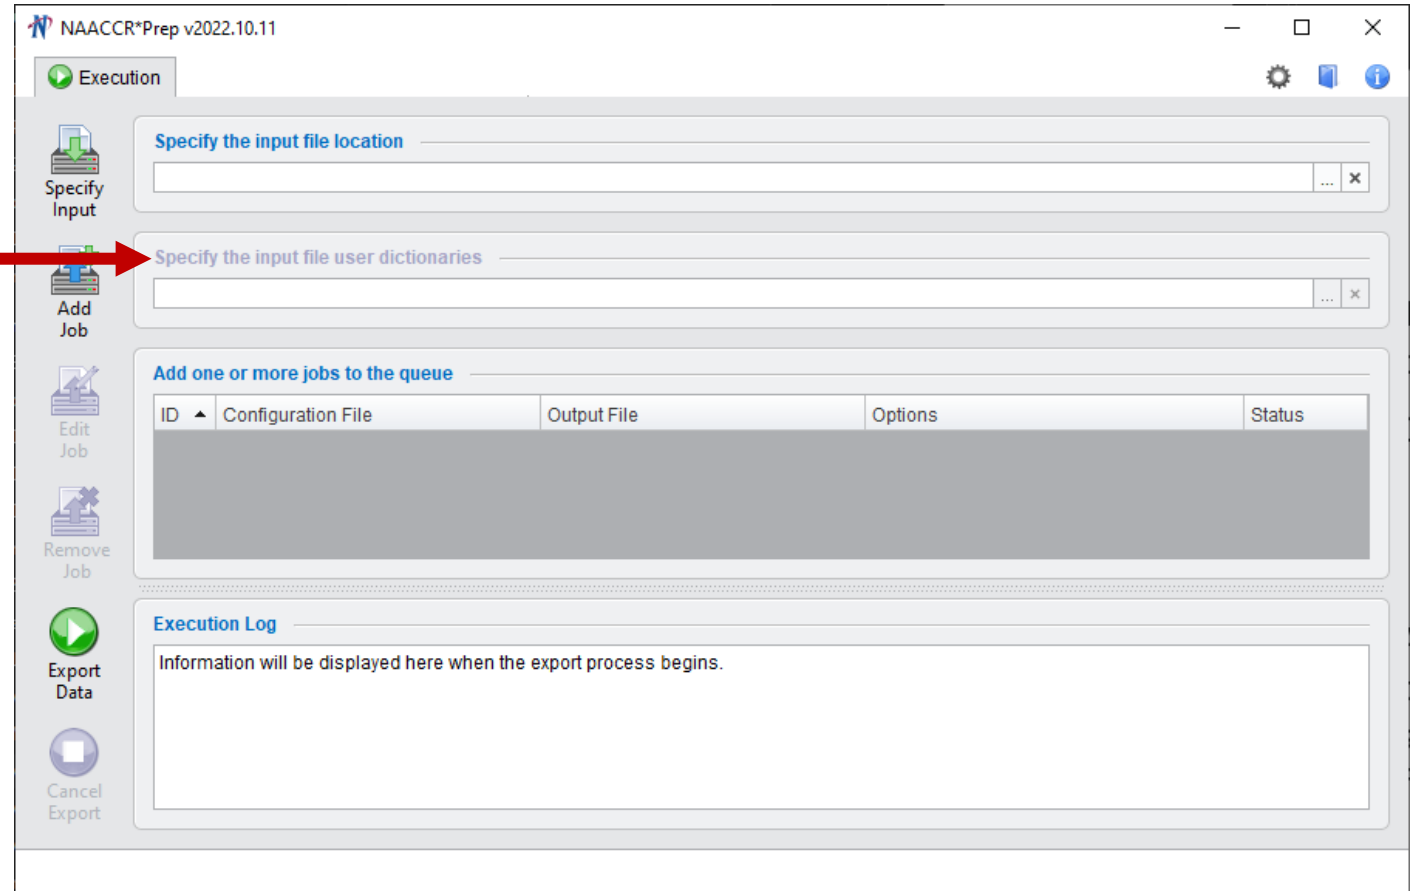 NAACCR*Prep v2022.10.11
Execution
Specify
Input
Specify the input file location
...
Add
Job
Specify the input file user dictionaries
...
Edit
Job
Add one or more jobs to the queue
ID Configuration File Output File Options Status
Remove
Job
Export
Data
Execution Log
Information will be displayed here when the export process begins.
Cancel
Export